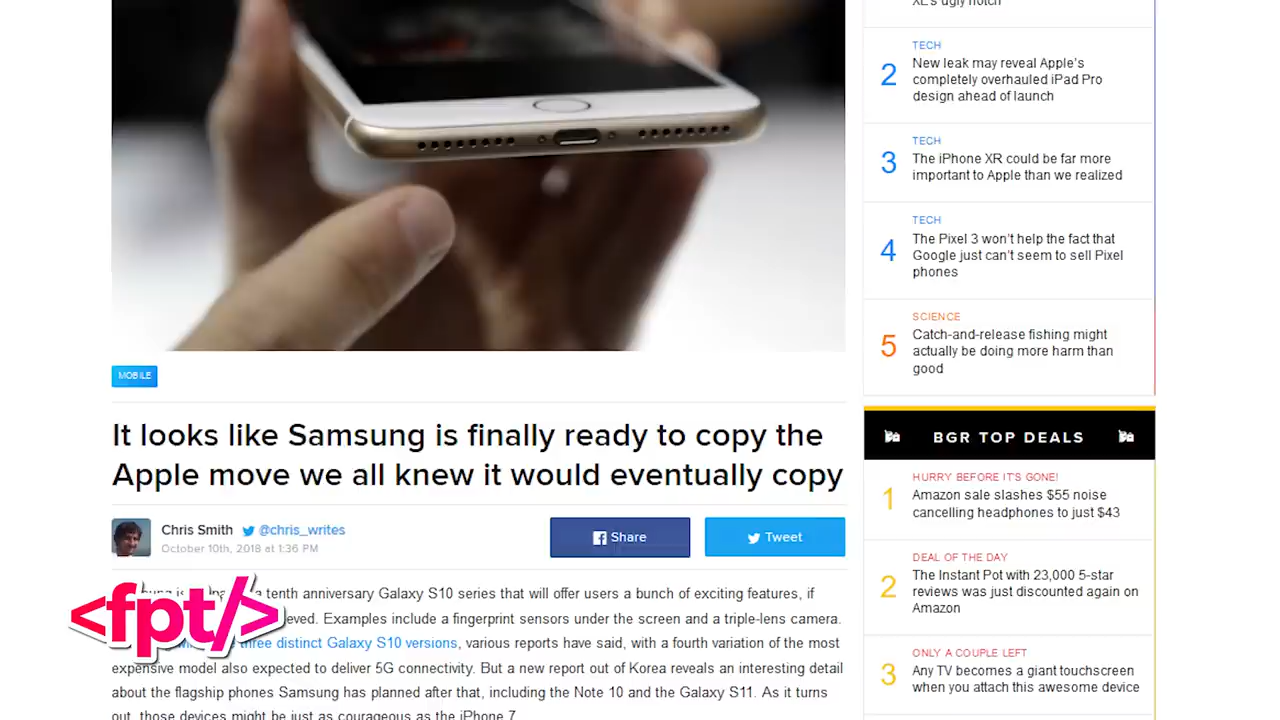 XE's ugly notch
TECH
2
New leak may reveal Apple's
completely overhauled iPad Pro
design ahead of launch
TECH
3
The iPhone XR could be far more
important to Apple than we realized
TECH
4
The Pixel 3 won't help the fact that
Google just can't seem to sell Pixel
phones
SCIENCE
5
Catch-and-release fishing might
actually be doing more harm than
good
MOBILE
It looks like Samsung is finally ready to copy the
Apple move we all knew it would eventually copy
Chris Smith @chris_writes
October 10th, 2018 at 1:36 PM
Share
Tweet
a tenth anniversary Galaxy S10 series that will offer users a bunch of exciting features, if
Examples include a fingerprint sensors under the screen and a triple-lens camera.
three distinct Galaxy S10 versions, various reports have said, with a fourth variation of the most
expensive model also expected to deliver 5G connectivity. But a new report out of Korea reveals an interesting detail
about the flagship phones Samsung has planned after that, including the Note 10 and the Galaxy S11. As it turns
out, those devices might be just as courageous as the iPhone 7.
<fpt/>
BGR TOP DEALS
HURRY BEFORE IT'S GONE!
1
Amazon sale slashes $55 noise
cancelling headphones to just $43
DEAL OF THE DAY
2
The Instant Pot with 23,000 5-star
reviews was just discounted again on
Amazon
ONLY A COUPLE LEFT
3
Any TV becomes a giant touchscreen
when you attach this awesome device